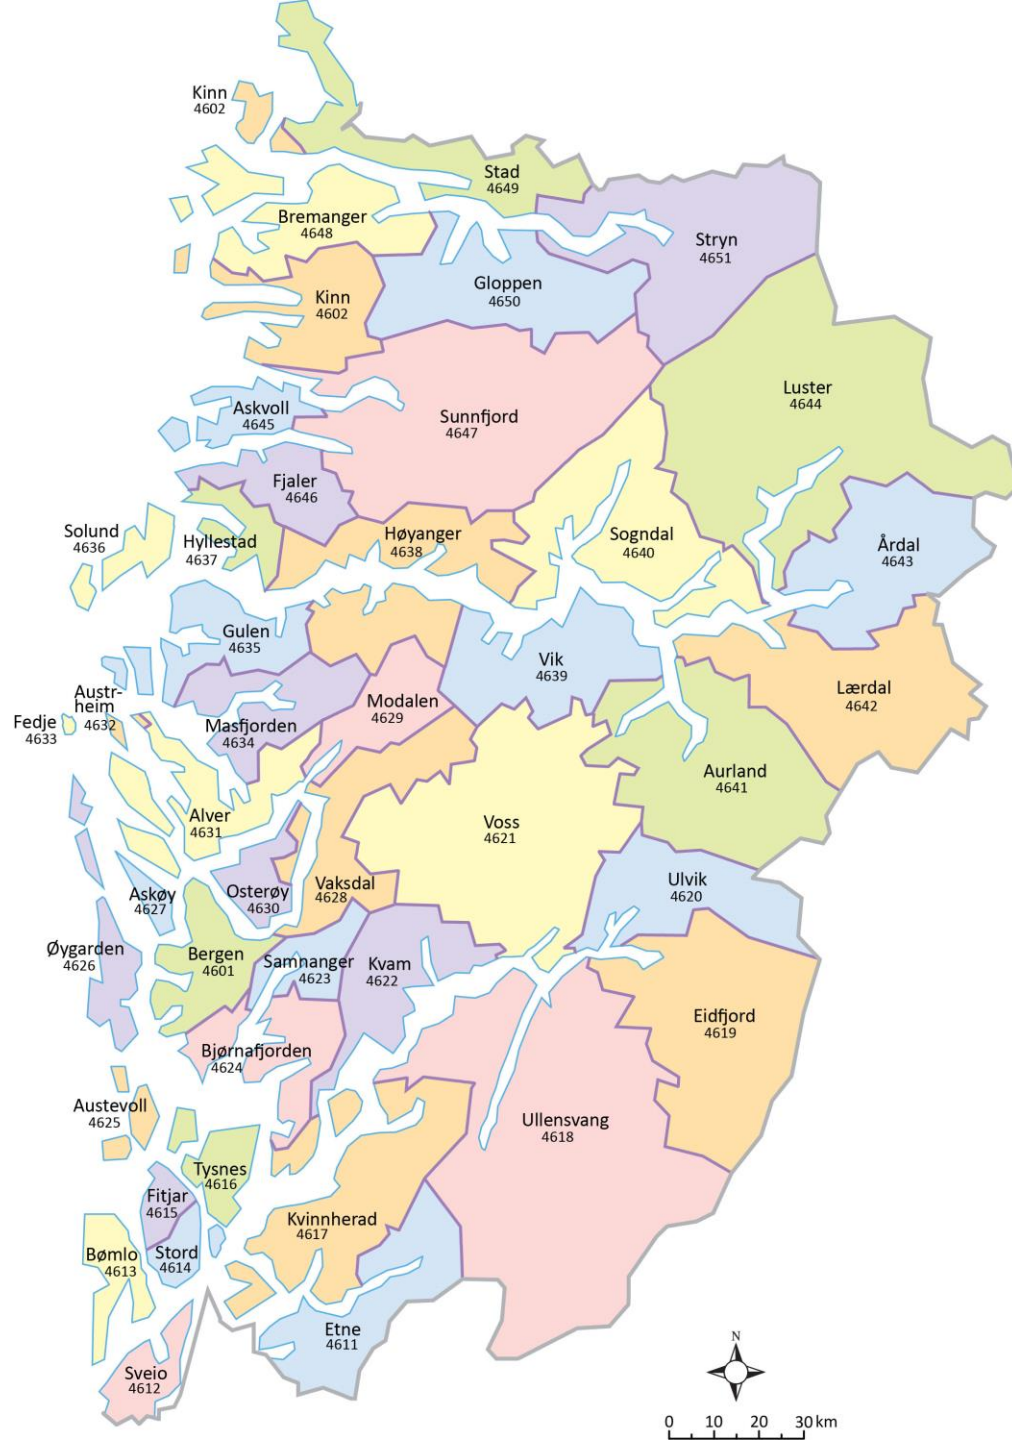 Kinn
4602
Stad
4649
Bremanger
4648
Stryn
4651
Gloppen
4650
Kinn
4602
Luster
4644
Askvoll
4645
Sunnfjord
4647
Fjaler
4646
Solund
4636
Hyllestad
4637
Høyanger
4638
Sogndal
4640
Årdal
4643
Gulen
4635
Vik
4639
Lærdal
4642
Austr-
heim
4632
Modalen
4629
Fedje
4633
Masfjorden
4634
Aurland
4641
Alver
4631
Voss
4621
Ulvik
4620
Askøy
4627
Osterøy
4630
Vaksdal
4628
Øygarden
4626
Bergen
4601
Samnanger
4623
Kvam
4622
Eidfjord
4619
Bjørnafjorden
4624
Austevoll
4625
Ullensvang
4618
Tysnes
4616
Fitjar
4615
Kvinnherad
4617
Bømlo
4613
Stord
4614
Etne
4611
Sveio
4612
N
0 10 20 30 km